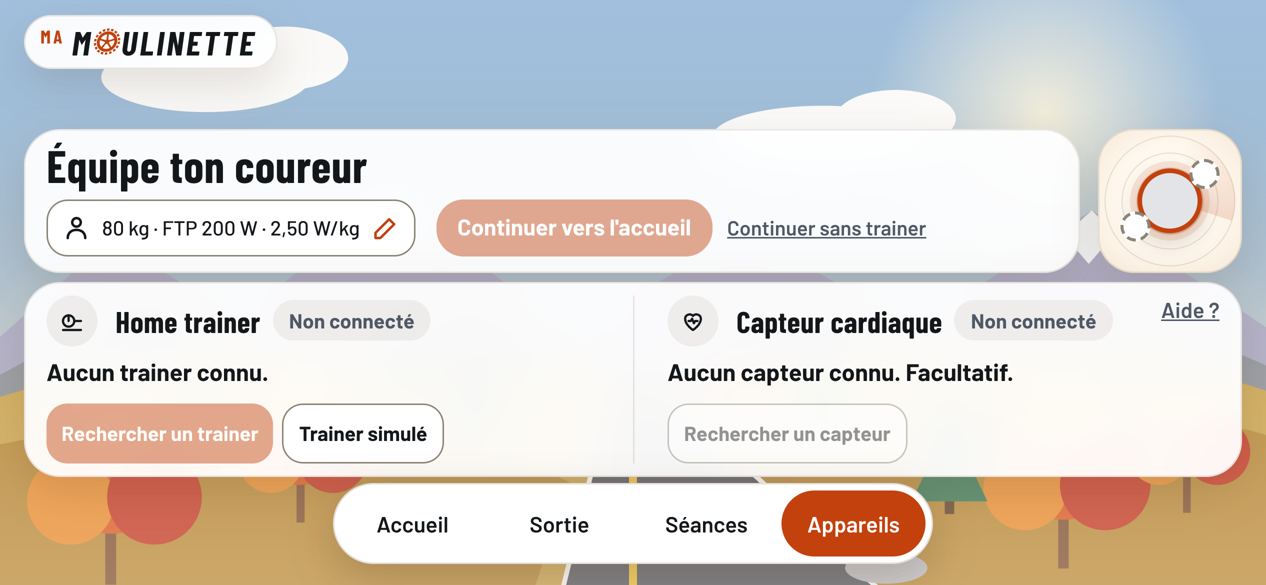 MA MOULINETTE
Équipe ton coureur
80 kg · FTP 200 W · 2,50 W/kg
Continuer vers l'accueil
Continuer sans trainer
Home trainer
Non connecté
Aucun trainer connu.
Rechercher un trainer
Trainer simulé
Capteur cardiaque
Non connecté
Aide ?
Aucun capteur connu. Facultatif.
Rechercher un capteur
Accueil
Sortie
Séances
Appareils